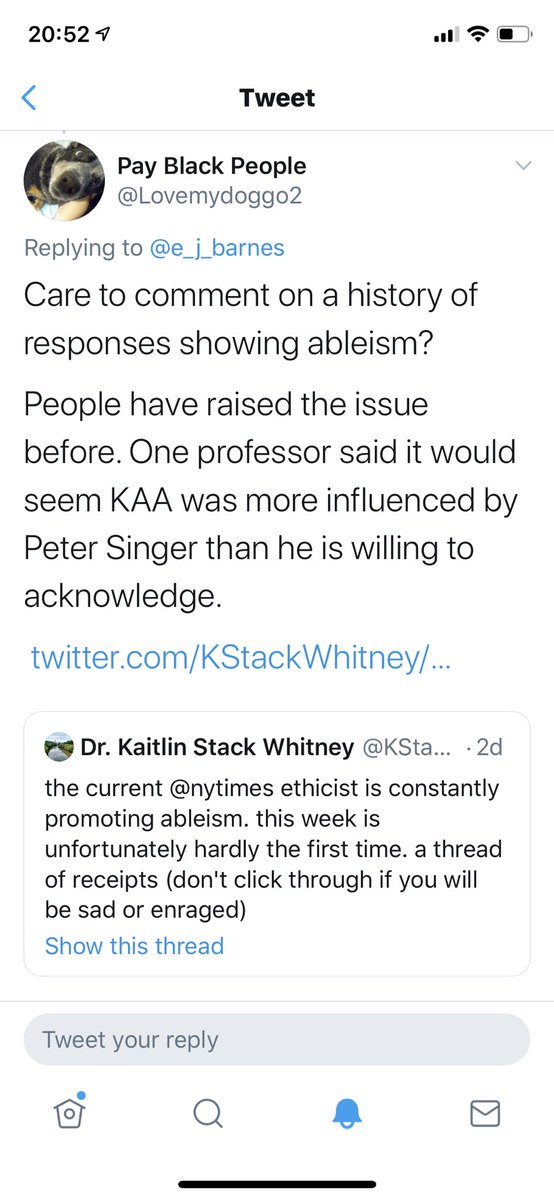 20:52
Tweet
Pay Black People
@Lovemydoggo2
Replying to @e_j_barnes
Care to comment on a history of
responses showing ableism?
People have raised the issue
before. One professor said it would
seem KAA was more influenced by
Peter Singer than he is willing to
acknowledge.
twitter.com/KStackWhitney/...
Dr. Kaitlin Stack Whitney @KSta... · 2d
the current @nytimes ethicist is constantly
promoting ableism. this week is
unfortunately hardly the first time. a thread
of receipts (don't click through if you will
be sad or enraged)
Show this thread
Tweet your reply